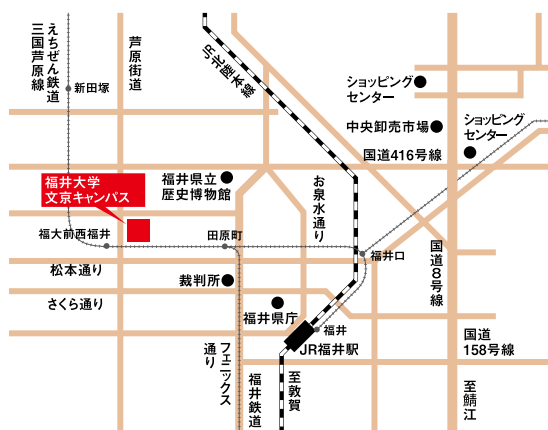 えちぜん鉄道
三国芦原線
芦原街道
新田塚
JR北陸本線
ショッピング
センター
中央卸売市場
ショッピング
センター
国道416号線
福井大学
文京キャンパス
福井県立
歴史博物館
お泉水通り
福大前西福井
田原町
福井口
国道8号線
松本通り
裁判所
さくら通り
福井県庁
福井
JR福井駅
国道
158号線
フェニックス
通り
福井鉄道
至敦賀
至鯖江